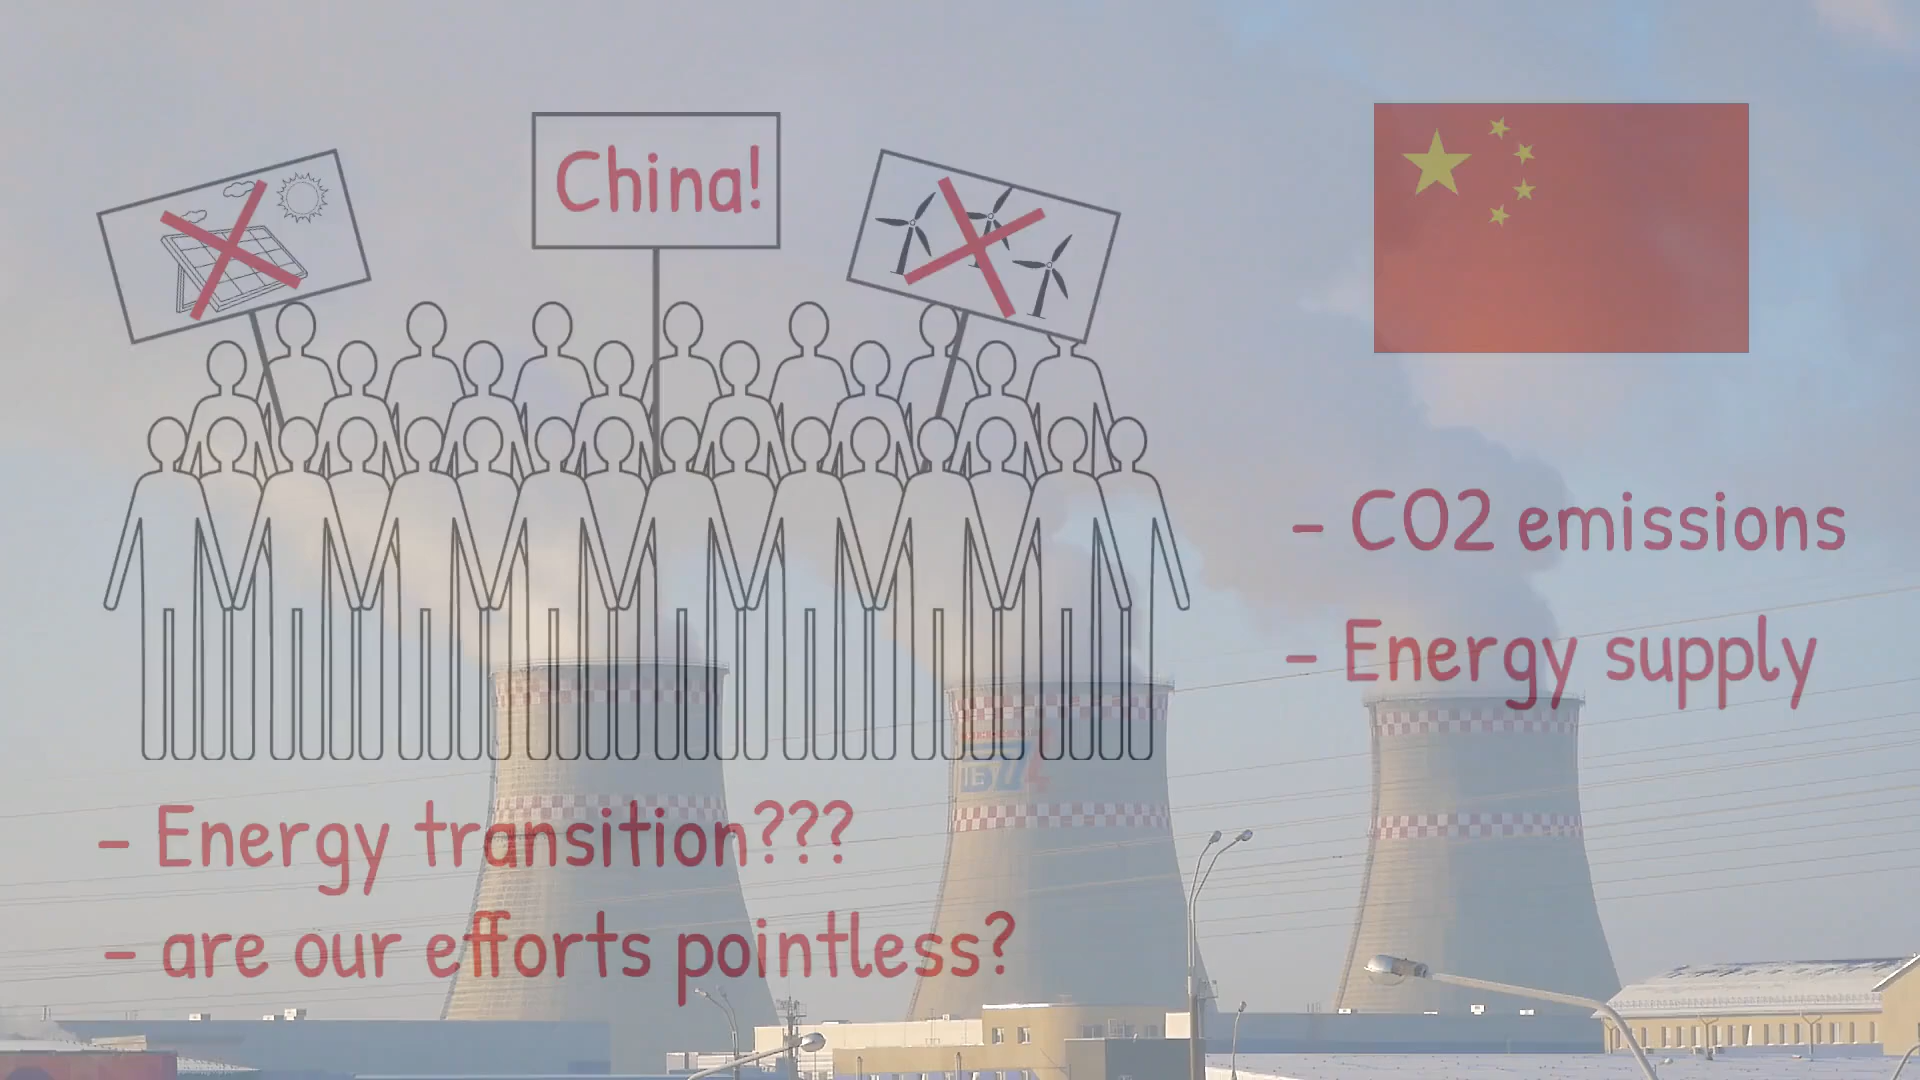 China!
- CO2 emissions
- Energy supply
- Energy transition???
- are our efforts pointless?